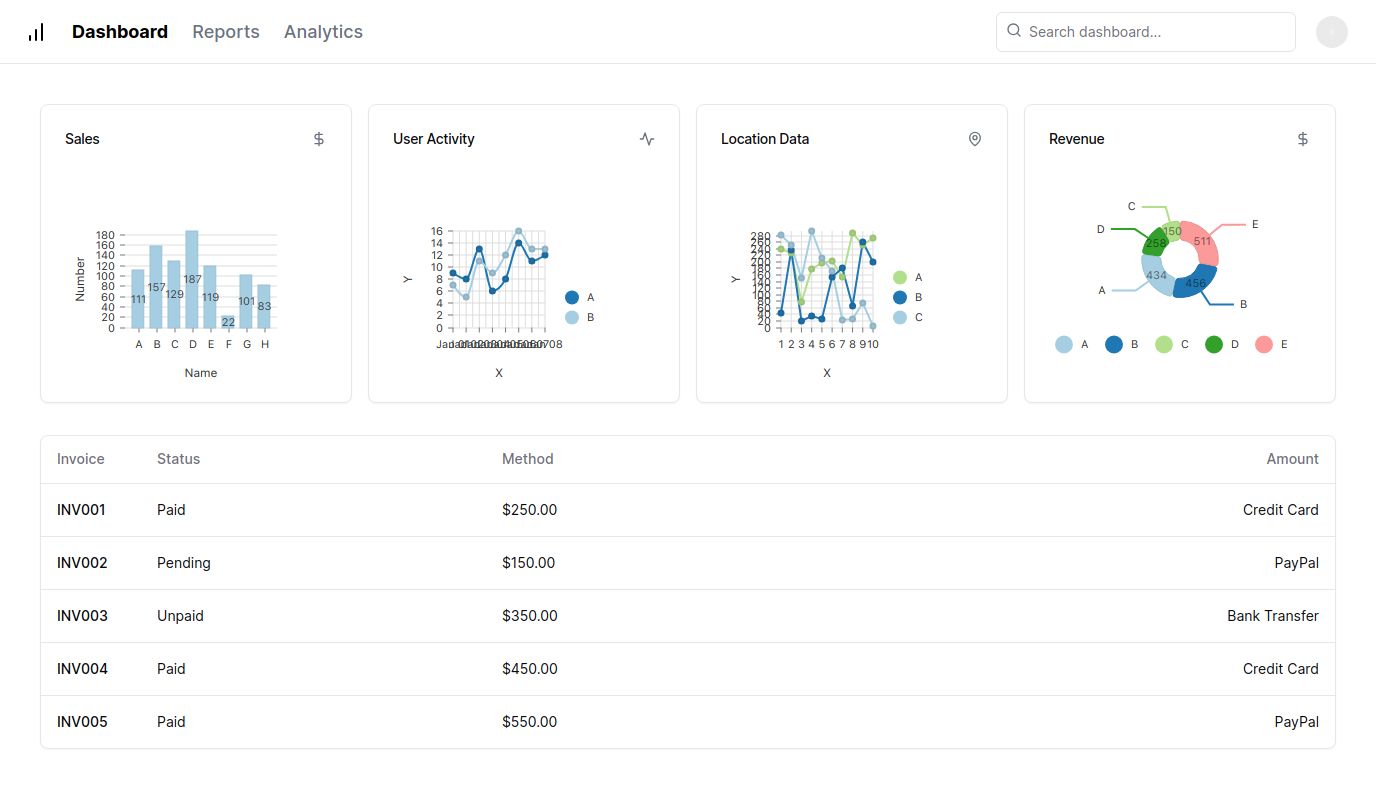 Dashboard Reports Analytics
Search dashboard...
Sales
Number
180
160
140
120
100
80
60
40
20
0
111 157 129 187 119 22 101 83
A B C D E F G H
Name
User Activity
Y
16
14
12
10
8
6
4
2
0
X
A
B
Location Data
Y
280
260
240
220
200
180
160
140
120
100
80
60
40
20
0
1 2 3 4 5 6 7 8 9 10
X
A
B
C
Revenue
C
D
E
A
B
150
258
511
434
456
A B C D E
Invoice Status Method Amount
INV001 Paid $250.00 Credit Card
INV002 Pending $150.00 PayPal
INV003 Unpaid $350.00 Bank Transfer
INV004 Paid $450.00 Credit Card
INV005 Paid $550.00 PayPal